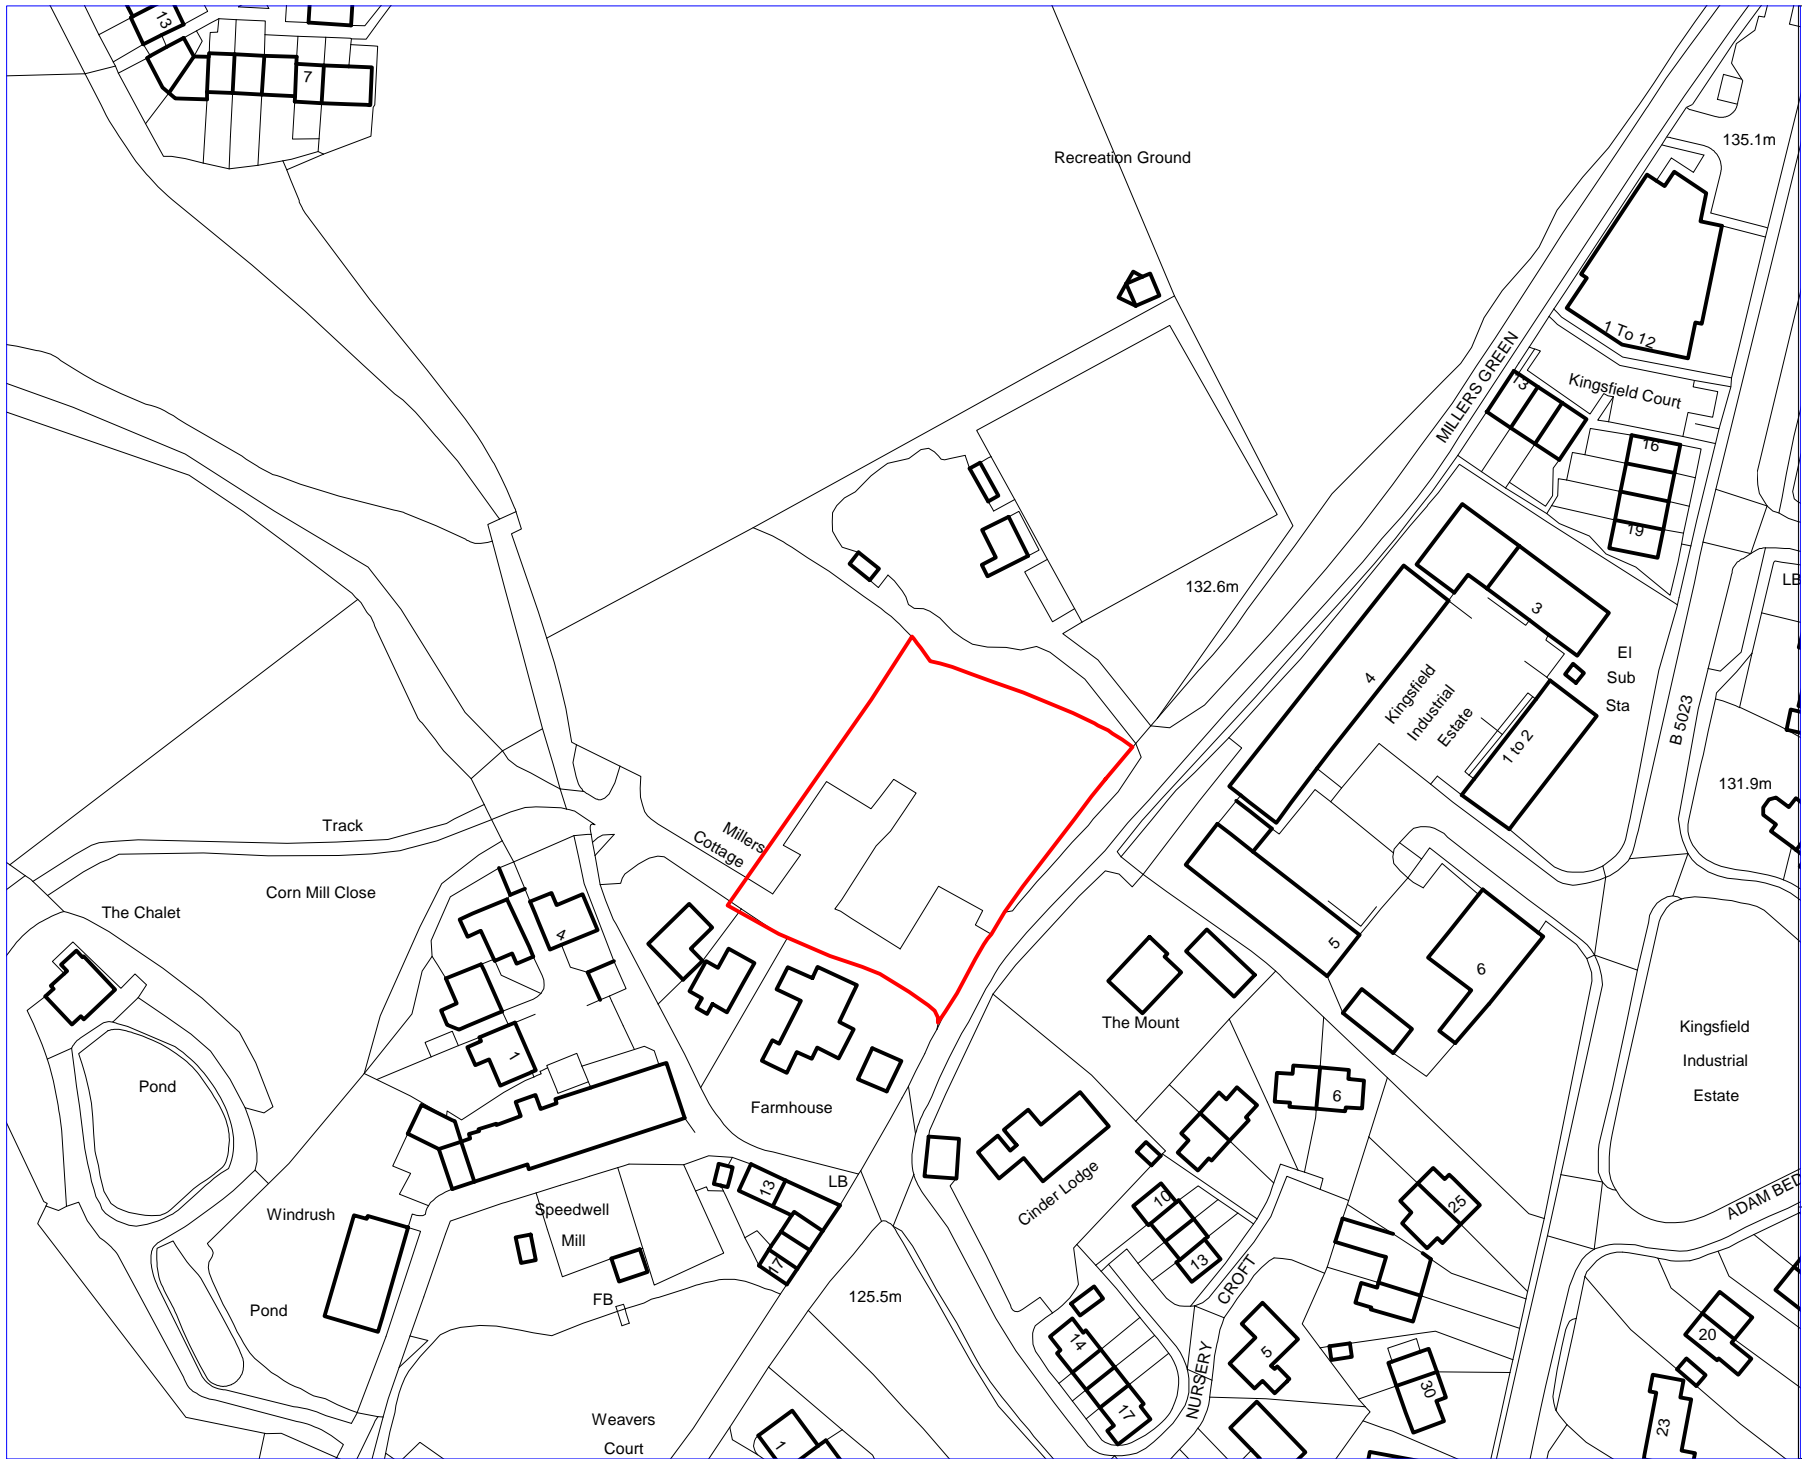 13
7
Recreation Ground
135.1m
1 To 12
MILLERS GREEN
Kingsfield Court
13
16
19
132.6m
LB
3
El
Sub
Sta
4
Kingsfield
Industrial
Estate
1 to 2
B 5023
131.9m
Track
Millers
Cottage
Corn Mill Close
The Chalet
4
5
6
The Mount
Kingsfield
Industrial
Estate
1
Pond
Farmhouse
6
Cinder Lodge
LB
13
10
25
ADAM BED
Windrush
Speedwell
Mill
17
13
CROFT
FB
125.5m
Pond
14
5
20
NURSERY
30
17
23
Weavers
Court
1